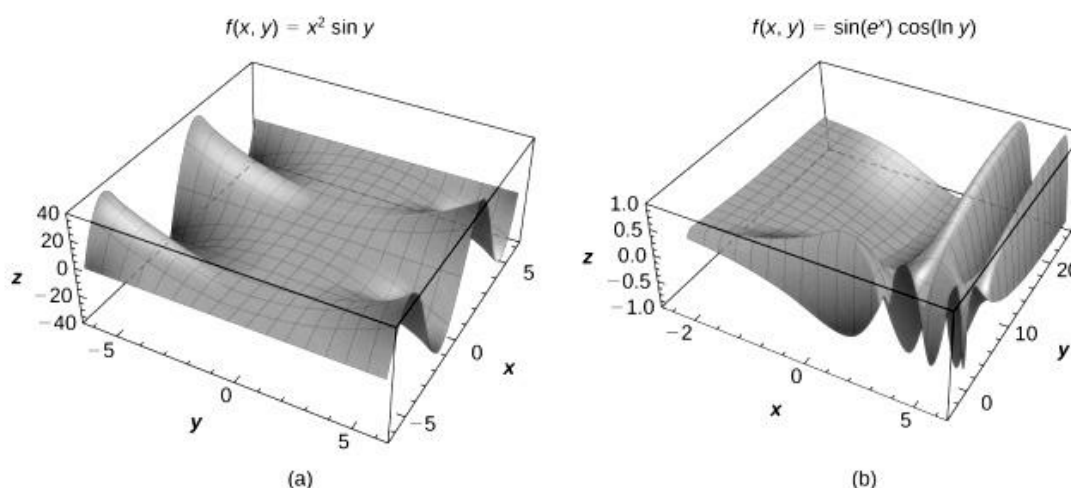 f(x, y) = x² sin y
40
20
0
−20
−40
z
−5
0
5
y
−5
0
5
x
(a)
f(x, y) = sin(eˣ) cos(ln y)
1.0
0.5
0.0
−0.5
−1.0
z
−2
0
5
x
0
10
20
y
(b)